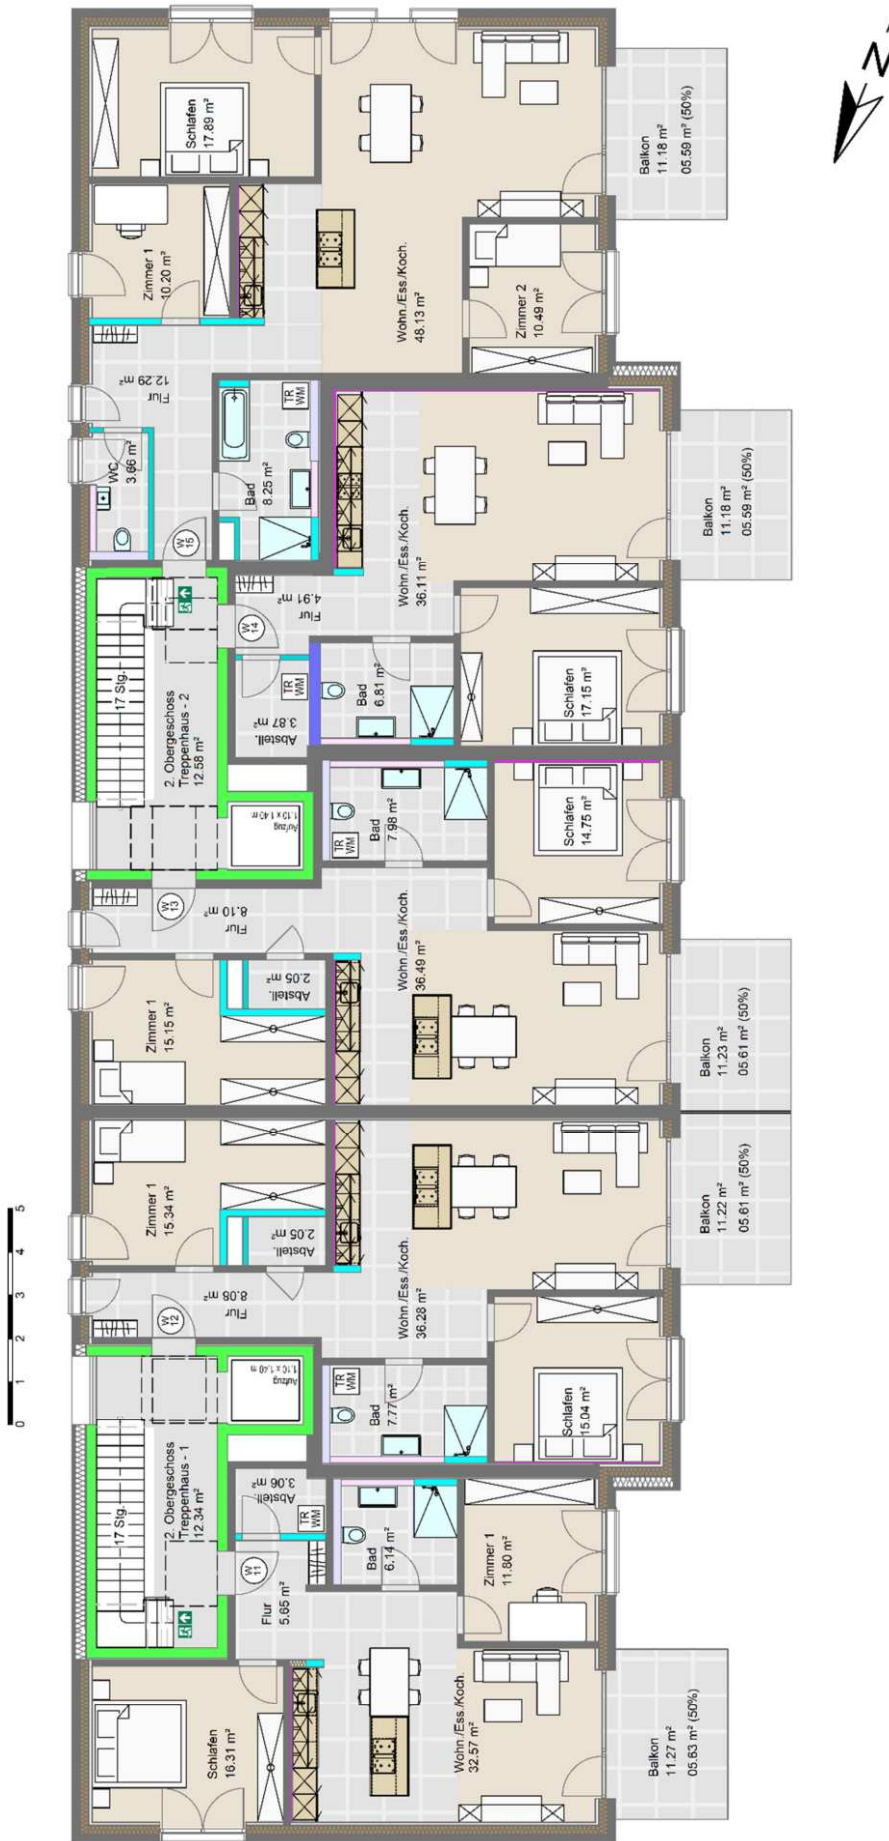 N
Schlafen
17.89 m²
Balkon
11.18 m²
05.59 m² (50%)
Zimmer 1
10.20 m²
Wohn./Ess./Koch.
48.13 m²
Zimmer 2
10.49 m²
Flur
12.29 m²
TR
WM
Bad
8.25 m²
WC
3.66 m²
W
15
Balkon
11.18 m²
05.59 m² (50%)
Wohn./Ess./Koch.
36.11 m²
Flur
4.91 m²
W
14
17 Stg.
2. Obergeschoss
Treppenhaus - 2
12.58 m²
TR
WM
Abstell.
3.87 m²
Bad
6.81 m²
Schlafen
17.15 m²
Aufzug
1.10 x 1.40 m
TR
WM
Bad
7.98 m²
Schlafen
14.75 m²
W
13
Flur
8.10 m²
Abstell.
2.05 m²
Zimmer 1
15.15 m²
Wohn./Ess./Koch.
36.49 m²
Balkon
11.23 m²
05.61 m² (50%)
Zimmer 1
15.34 m²
Abstell.
2.05 m²
Balkon
11.22 m²
05.61 m² (50%)
0 1 2 3 4 5
Flur
8.08 m²
W
12
Wohn./Ess./Koch.
36.28 m²
Aufzug
1.10 x 1.40 m
TR
WM
Bad
7.77 m²
Schlafen
15.04 m²
17 Stg.
2. Obergeschoss
Treppenhaus - 1
12.34 m²
Abstell.
3.06 m²
TR
WM
Bad
6.14 m²
Zimmer 1
11.80 m²
W
11
Flur
5.65 m²
Schlafen
16.31 m²
Wohn./Ess./Koch.
32.57 m²
Balkon
11.27 m²
05.63 m² (50%)